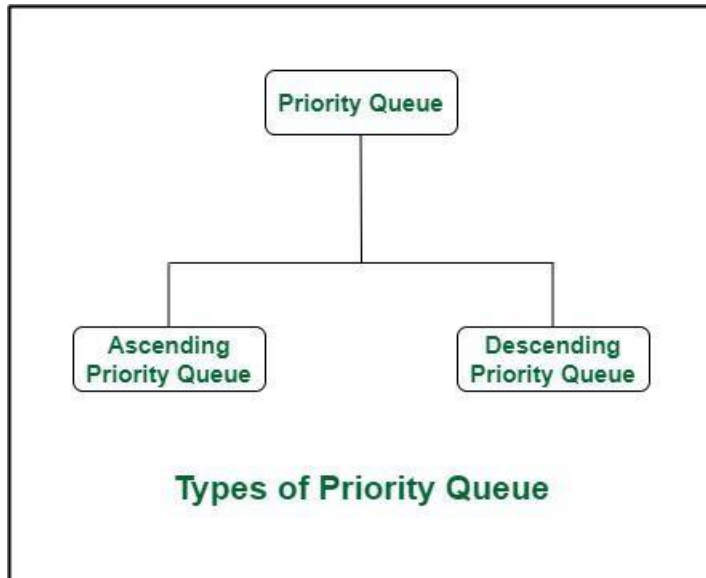 Priority Queue
Ascending
Priority Queue
Descending
Priority Queue
Types of Priority Queue